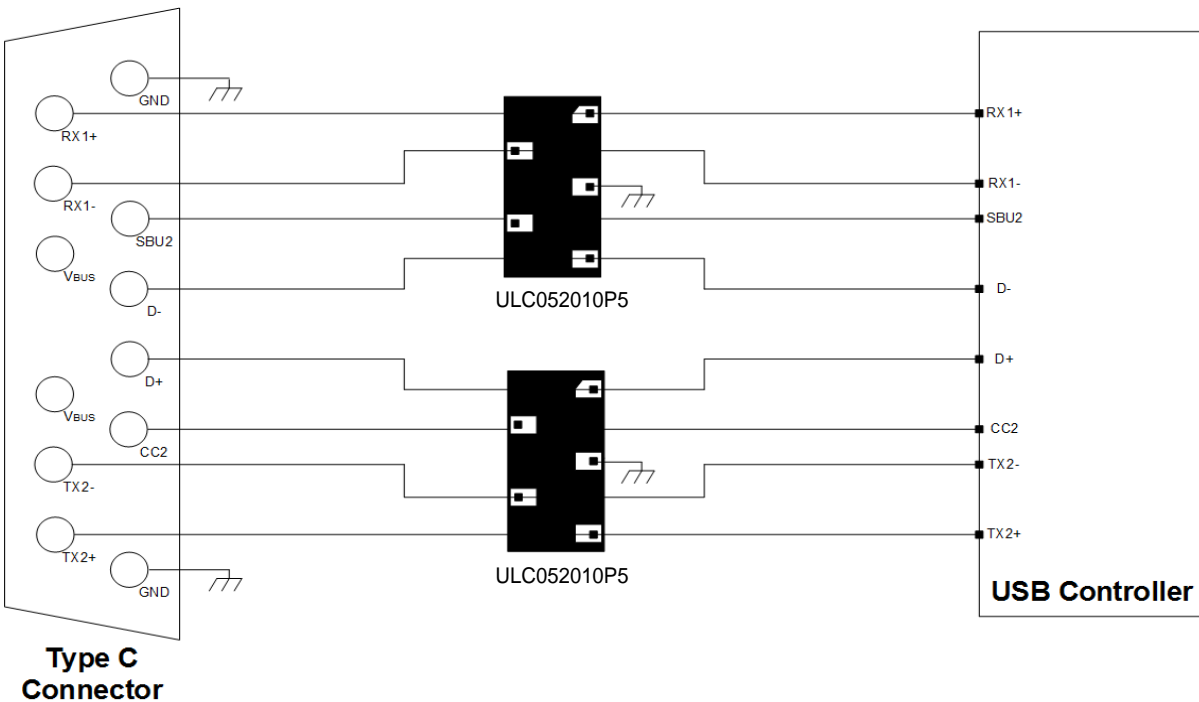 GND
RX1+
RX1-
SBU2
VBUS
D-
D+
VBUS
CC2
TX2-
TX2+
GND
Type C
Connector
ULC052010P5
ULC052010P5
RX1+
RX1-
SBU2
D-
D+
CC2
TX2-
TX2+
USB Controller